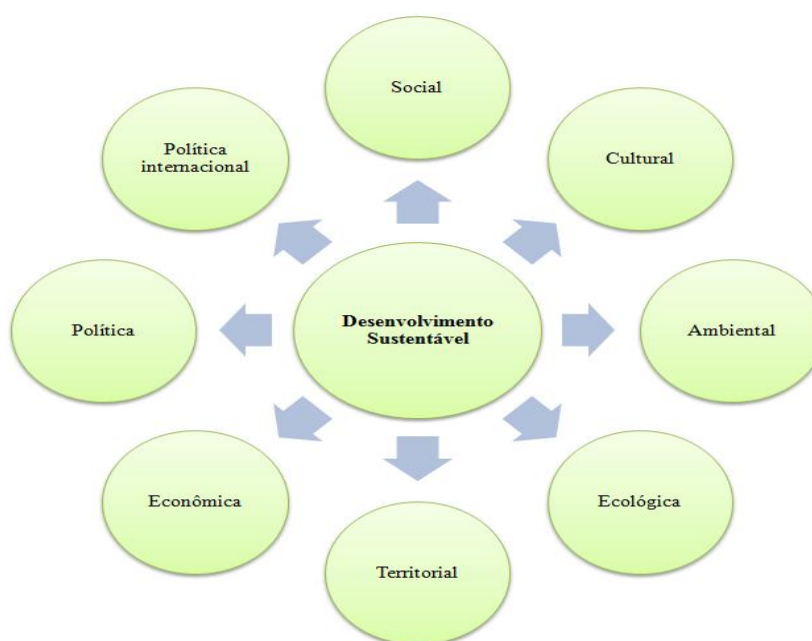 Social
Política
internacional
Cultural
Política
Desenvolvimento
Sustentável
Ambiental
Econômica
Ecológica
Territorial